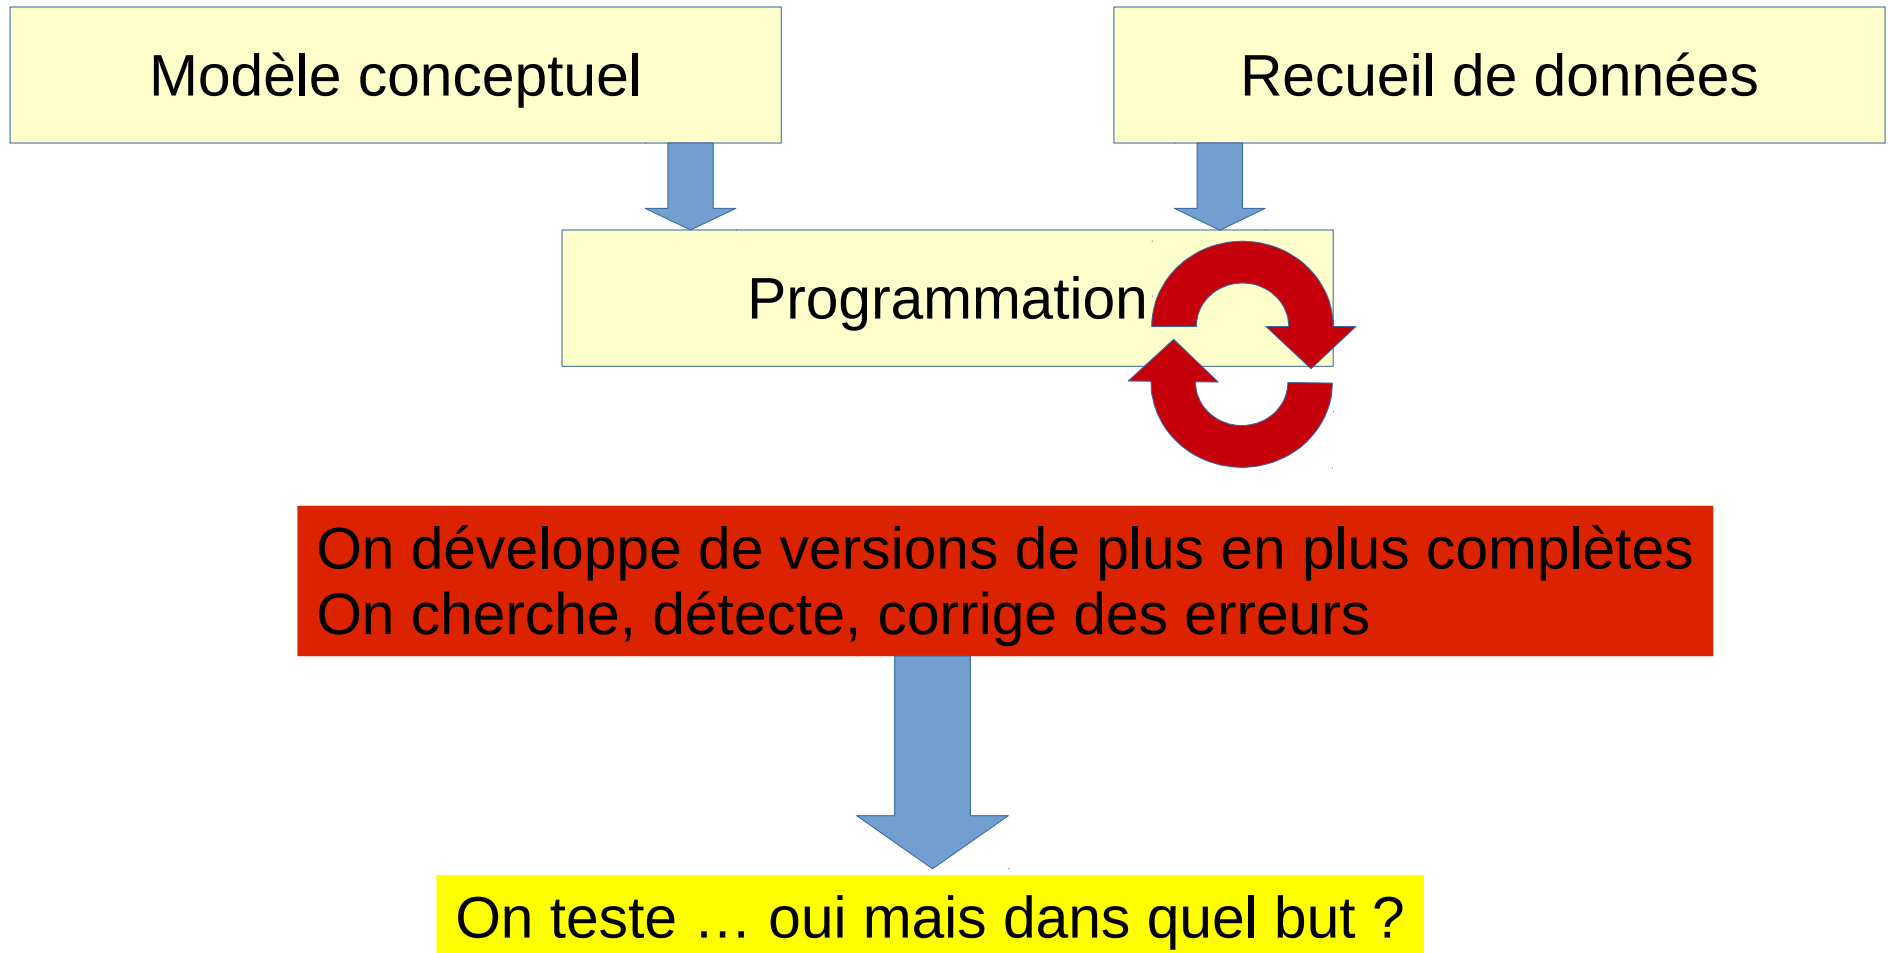 Modèle conceptuel
Recueil de données
Programmation
On développe de versions de plus en plus complètes
On cherche, détecte, corrige des erreurs
On teste … oui mais dans quel but ?